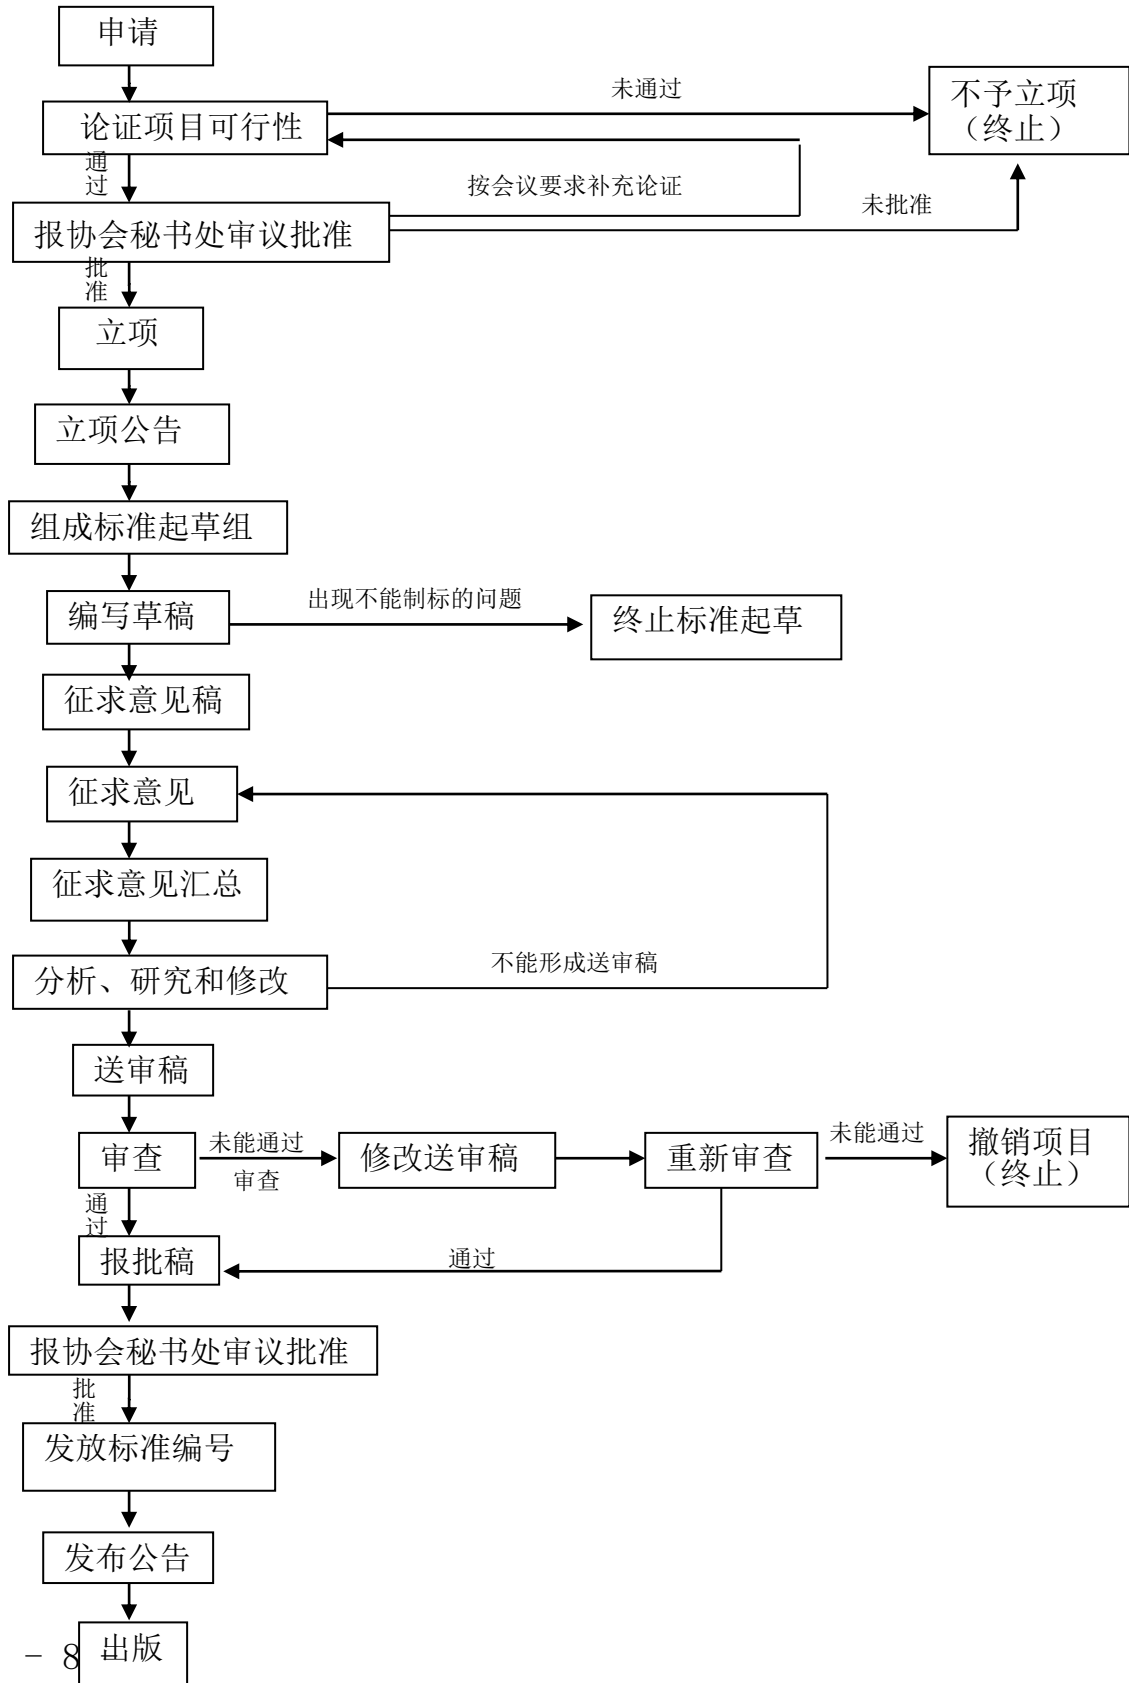 申请
未通过
不予立项
（终止）
论证项目可行性
通
过
按会议要求补充论证
未批准
报协会秘书处审议批准
批
准
立项
立项公告
组成标准起草组
编写草稿
出现不能制标的问题
终止标准起草
征求意见稿
征求意见
征求意见汇总
分析、研究和修改
不能形成送审稿
送审稿
审查
未能通过
审查
修改送审稿
重新审查
未能通过
撤销项目
（终止）
通
过
报批稿
通过
报协会秘书处审议批准
批
准
发放标准编号
发布公告
出版
- 8 -